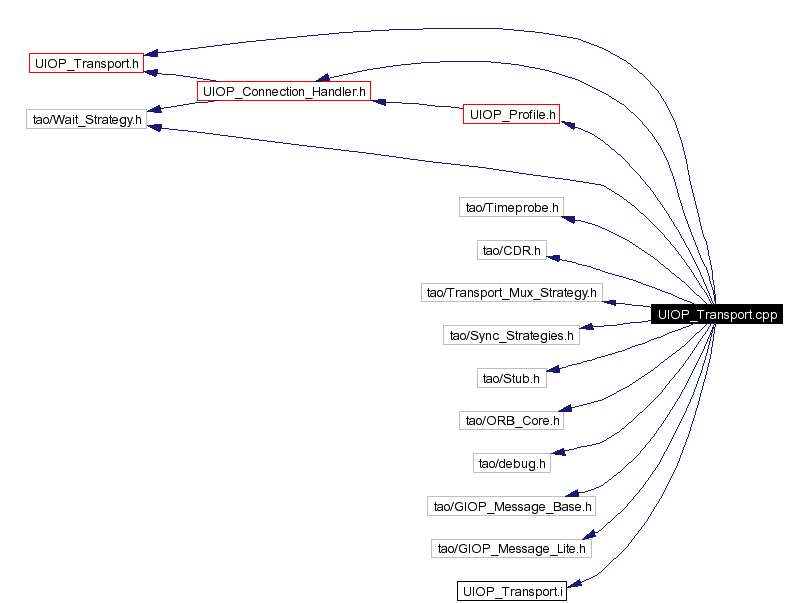 UIOP_Transport.h
UIOP_Connection_Handler.h
UIOP_Profile.h
tao/Wait_Strategy.h
tao/Timeprobe.h
tao/CDR.h
tao/Transport_Mux_Strategy.h
UIOP_Transport.cpp
tao/Sync_Strategies.h
tao/Stub.h
tao/ORB_Core.h
tao/debug.h
tao/GIOP_Message_Base.h
tao/GIOP_Message_Lite.h
UIOP_Transport.i